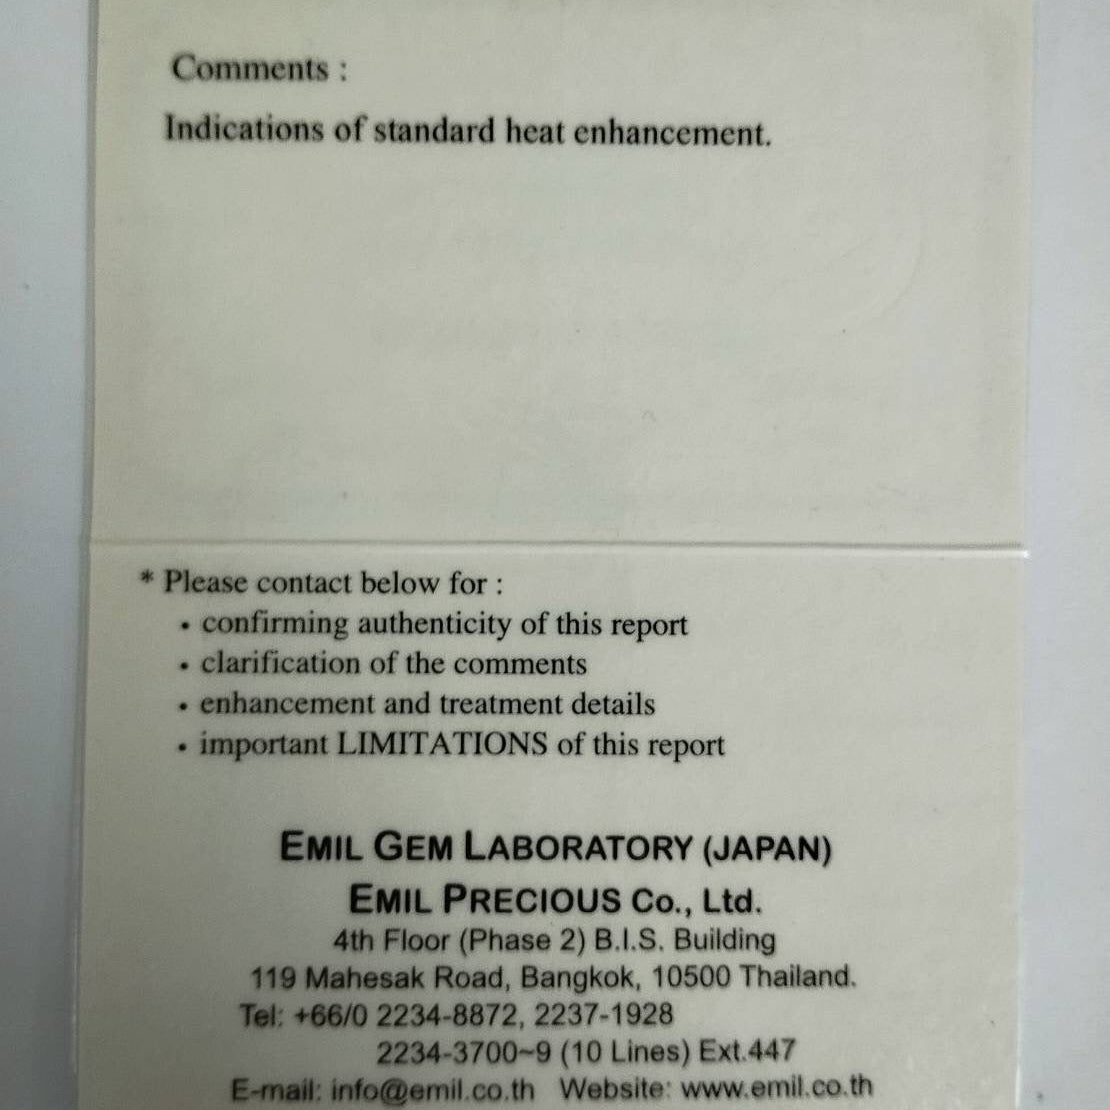 Comments :
Indications of standard heat enhancement.
* Please contact below for :
• confirming authenticity of this report
• clarification of the comments
• enhancement and treatment details
• important LIMITATIONS of this report
EMIL GEM LABORATORY (JAPAN)
EMIL PRECIOUS Co., Ltd.
4th Floor (Phase 2) B.I.S. Building
119 Mahesak Road, Bangkok, 10500 Thailand.
Tel: +66/0 2234-8872, 2237-1928
2234-3700~9 (10 Lines) Ext.447
E-mail: info@emil.co.th Website: www.emil.co.th